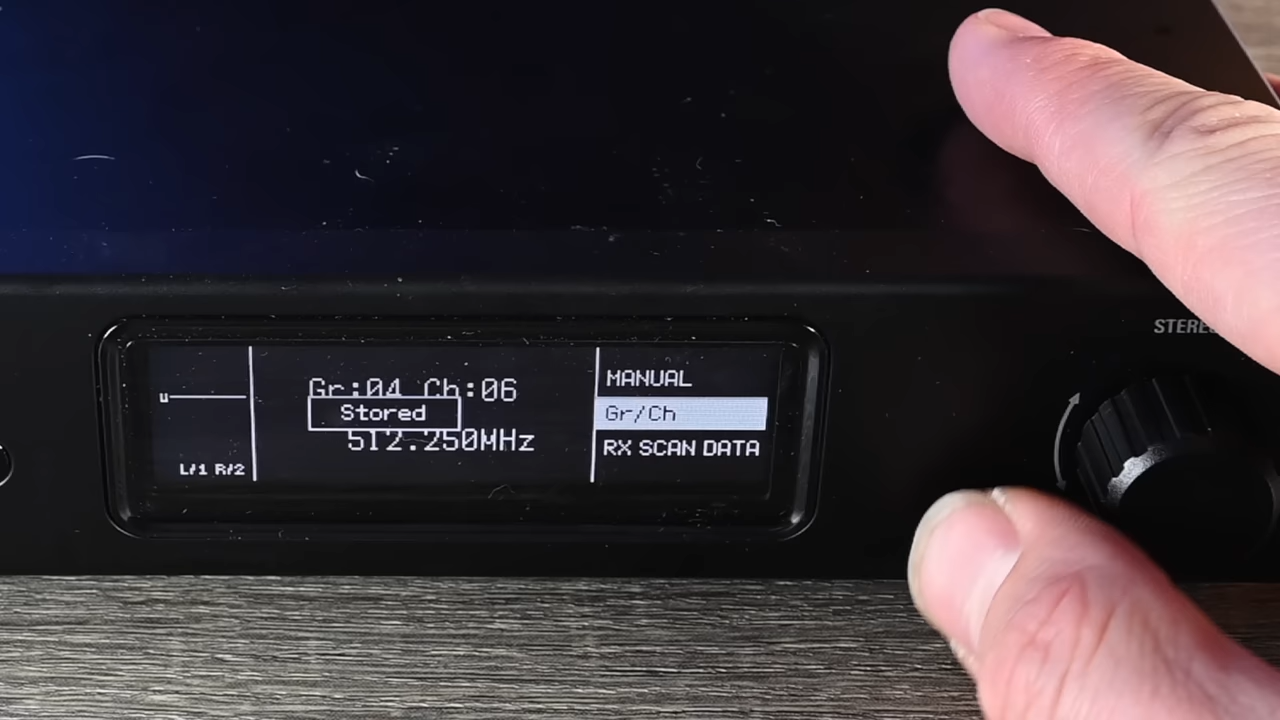 Gr:04 Ch:06
Stored
512.250MHz
L/1 R/2
MANUAL
Gr/Ch
RX SCAN DATA